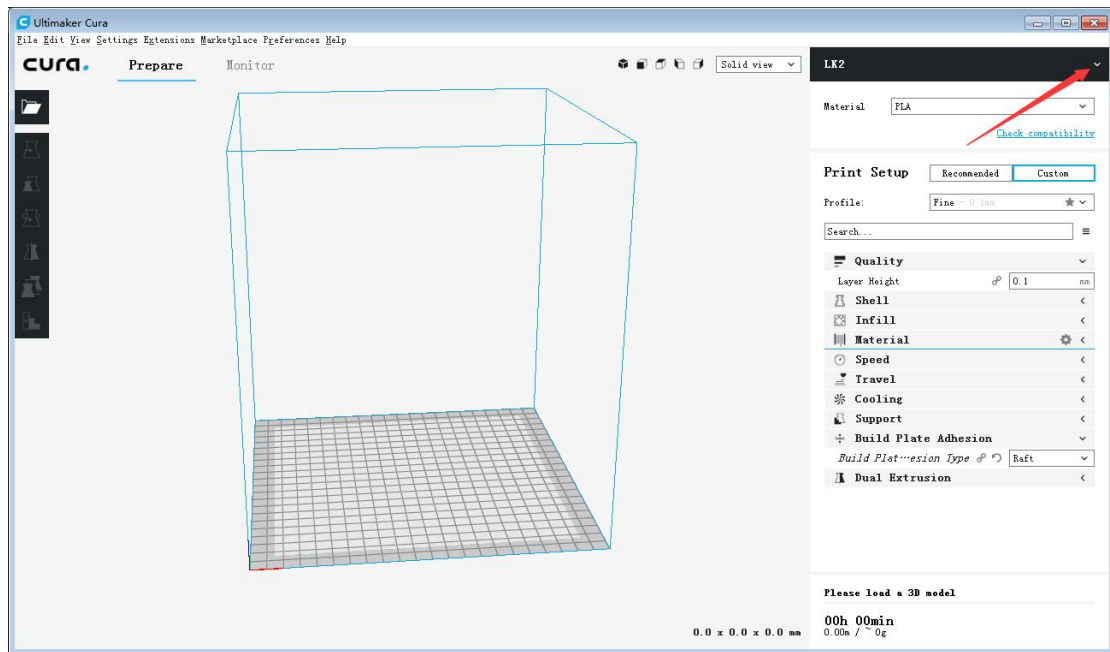 Ultimaker Cura
File Edit View Settings Extensions Marketplace Preferences Help
cura. Prepare Monitor Solid view
LK2
Material PLA
Check compatibility
Print Setup Recommended Custom
Profile: Fine - 0.1mm
Search...
Quality
Layer Height 0.1 mm
Shell
Infill
Material
Speed
Travel
Cooling
Support
Build Plate Adhesion
Build Plat⋯esion Type Raft
Dual Extrusion
Please load a 3D model
00h 00min
0.00m / ~ 0g
0.0 x 0.0 x 0.0 mm